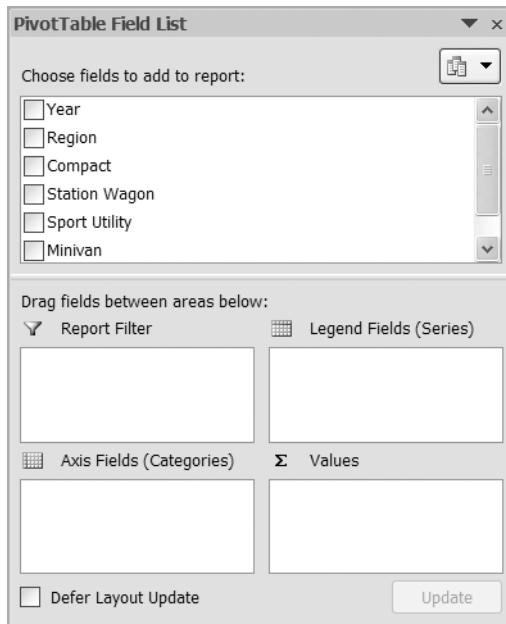 PivotTable Field List
Choose fields to add to report:
Year
Region
Compact
Station Wagon
Sport Utility
Minivan
Drag fields between areas below:
Report Filter
Legend Fields (Series)
Axis Fields (Categories)
Σ Values
Defer Layout Update
Update